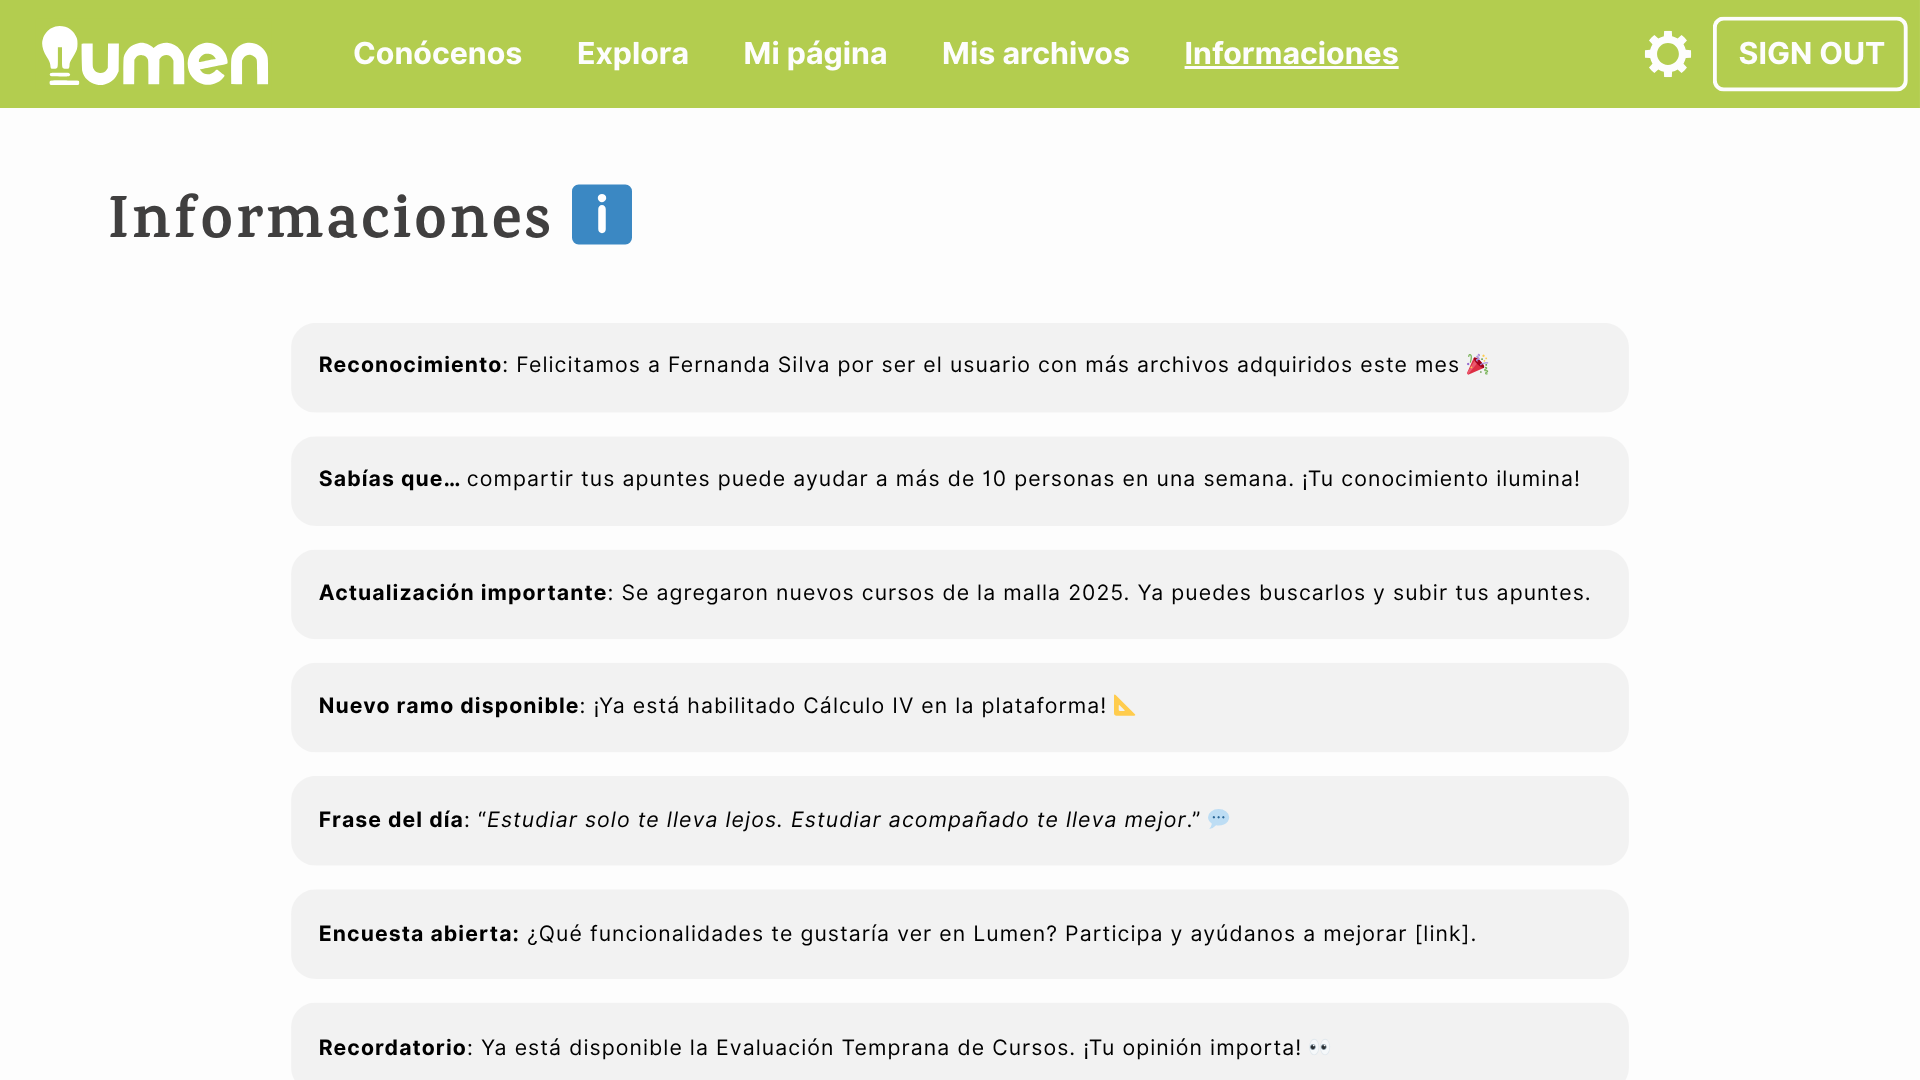 Lumen
Conócenos
Explora
Mi página
Mis archivos
Informaciones
SIGN OUT
Informaciones ℹ️
Reconocimiento: Felicitamos a Fernanda Silva por ser el usuario con más archivos adquiridos este mes 🎉
Sabías que… compartir tus apuntes puede ayudar a más de 10 personas en una semana. ¡Tu conocimiento ilumina!
Actualización importante: Se agregaron nuevos cursos de la malla 2025. Ya puedes buscarlos y subir tus apuntes.
Nuevo ramo disponible: ¡Ya está habilitado Cálculo IV en la plataforma! 📐
Frase del día: “Estudiar solo te lleva lejos. Estudiar acompañado te lleva mejor.” 💬
Encuesta abierta: ¿Qué funcionalidades te gustaría ver en Lumen? Participa y ayúdanos a mejorar [link].
Recordatorio: Ya está disponible la Evaluación Temprana de Cursos. ¡Tu opinión importa! 👀